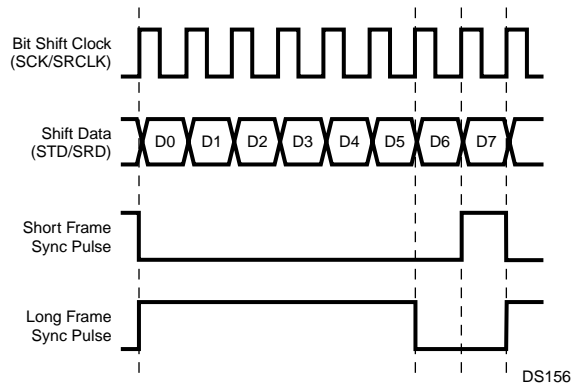 Bit Shift Clock
(SCK/SRCLK)
Shift Data
(STD/SRD)
D0 D1 D2 D3 D4 D5 D6 D7
Short Frame
Sync Pulse
Long Frame
Sync Pulse
DS156